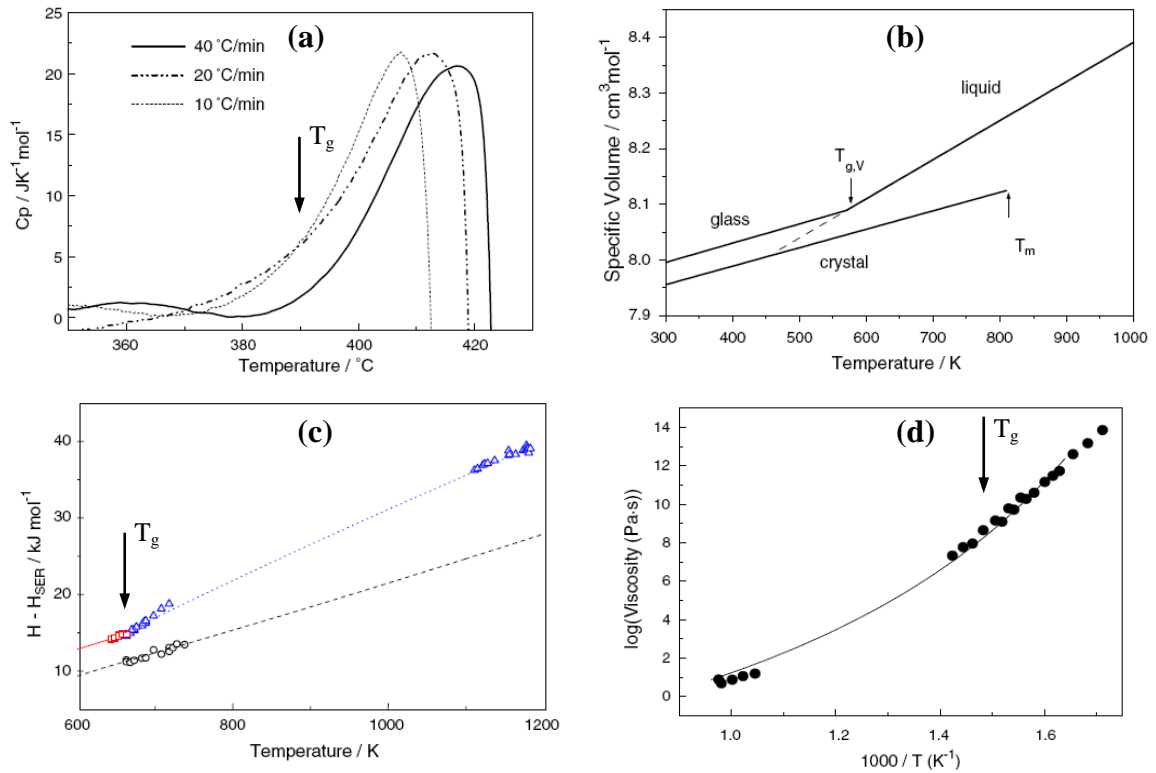 (a)
40 °C/min
20 °C/min
10 °C/min
Tg
25
20
15
10
5
0
Cp / JK-1mol-1
360
380
400
420
Temperature / °C
(b)
8.4
8.3
8.2
8.1
8.0
7.9
Specific Volume / cm3mol-1
liquid
Tg,V
glass
crystal
Tm
300
400
500
600
700
800
900
1000
Temperature / K
(c)
40
30
20
10
H - HSER / kJ mol-1
Tg
600
800
1000
1200
Temperature / K
(d)
14
12
10
8
6
4
2
0
log(Viscosity (Pa·s))
Tg
1.0
1.2
1.4
1.6
1000 / T (K-1)